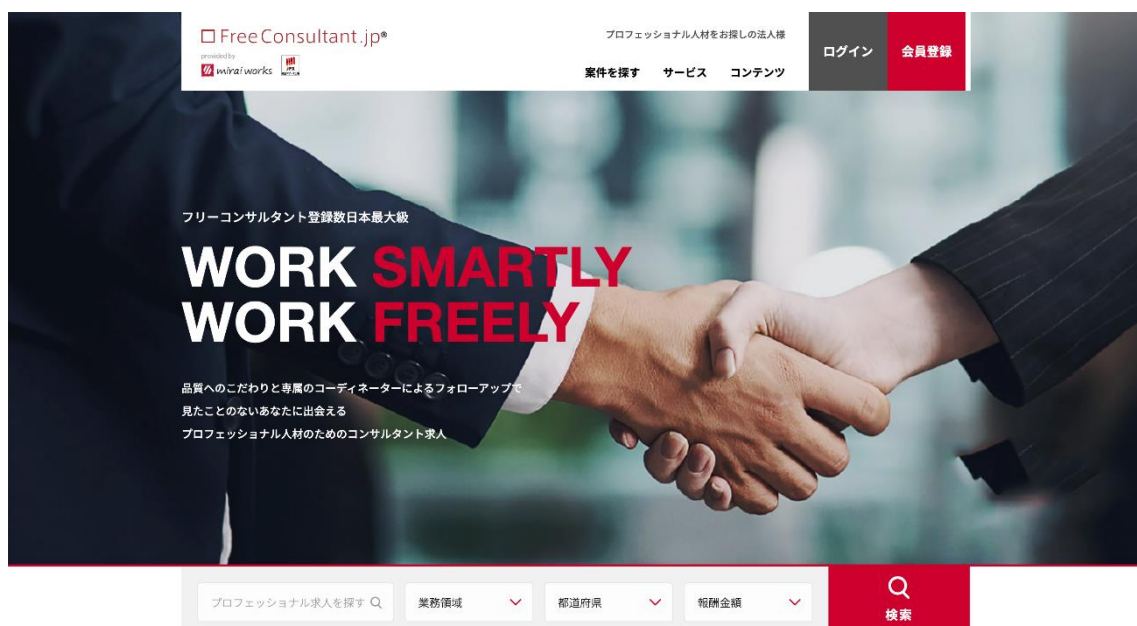 FreeConsultant.jp®
provided by
mirai works
JPX
プロフェッショナル人材をお探しの法人様
案件を探す サービス コンテンツ
ログイン
会員登録
フリーコンサルタント登録数日本最大級
WORK SMARTLY
WORK FREELY
品質へのこだわりと専属のコーディネーターによるフォローアップで
見たことのないあなたに出会える
プロフェッショナル人材のためのコンサルタント求人
プロフェッショナル求人を探す
業務領域
都道府県
報酬金額
検索